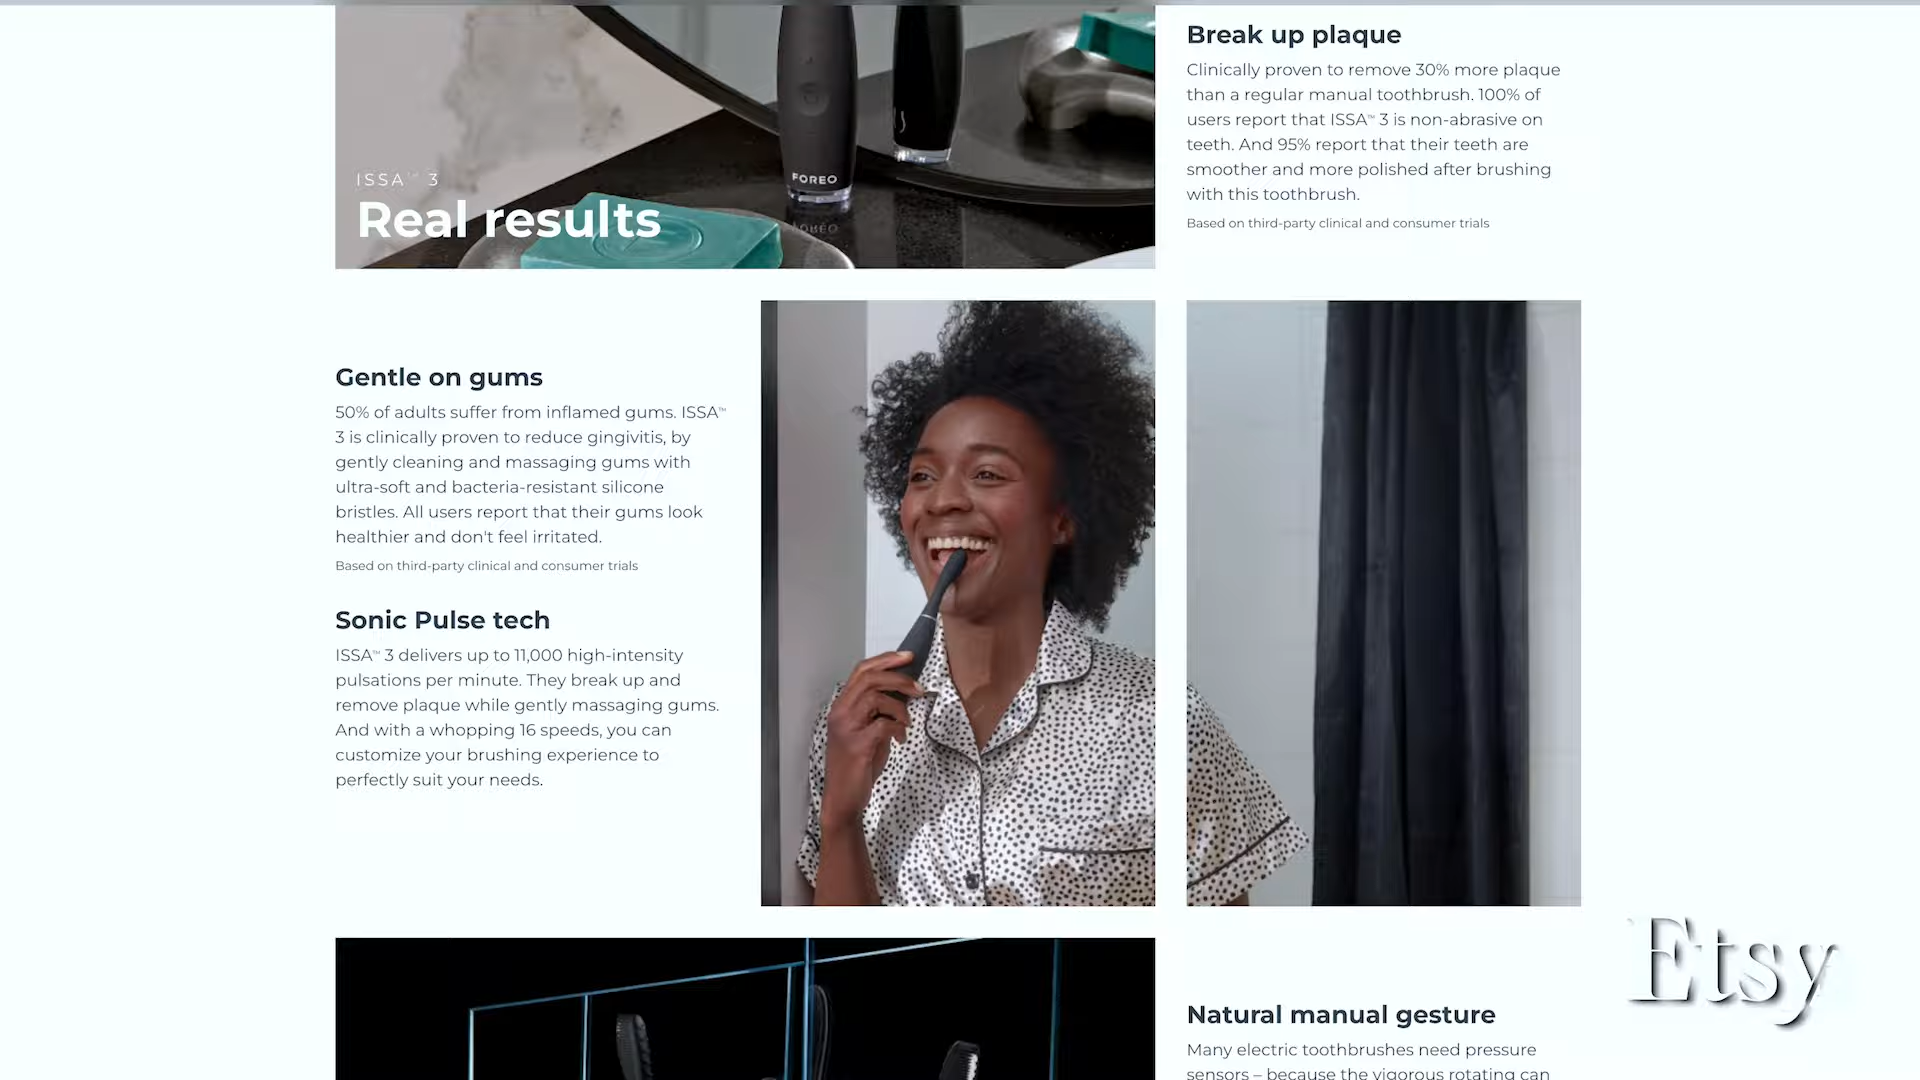 ISSA™ 3
Real results
FOREO
Break up plaque
Clinically proven to remove 30% more plaque
than a regular manual toothbrush. 100% of
users report that ISSA™ 3 is non-abrasive on
teeth. And 95% report that their teeth are
smoother and more polished after brushing
with this toothbrush.
Based on third-party clinical and consumer trials
Gentle on gums
50% of adults suffer from inflamed gums. ISSA™
3 is clinically proven to reduce gingivitis, by
gently cleaning and massaging gums with
ultra-soft and bacteria-resistant silicone
bristles. All users report that their gums look
healthier and don't feel irritated.
Based on third-party clinical and consumer trials
Sonic Pulse tech
ISSA™ 3 delivers up to 11,000 high-intensity
pulsations per minute. They break up and
remove plaque while gently massaging gums.
And with a whopping 16 speeds, you can
customize your brushing experience to
perfectly suit your needs.
Natural manual gesture
Many electric toothbrushes need pressure
sensors – because the vigorous rotating can
Etsy